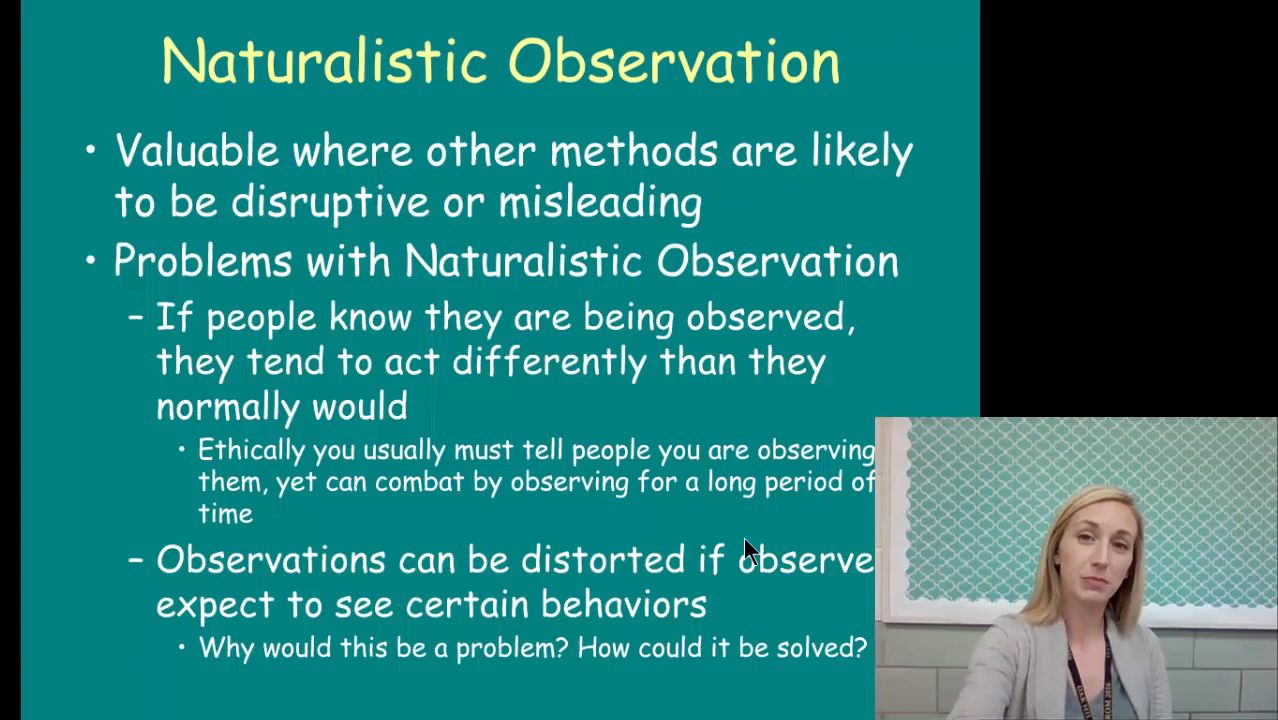 Naturalistic Observation
• Valuable where other methods are likely
to be disruptive or misleading
• Problems with Naturalistic Observation
– If people know they are being observed,
they tend to act differently than they
normally would
• Ethically you usually must tell people you are observing
them, yet can combat by observing for a long period of
time
– Observations can be distorted if observe
expect to see certain behaviors
• Why would this be a problem? How could it be solved?